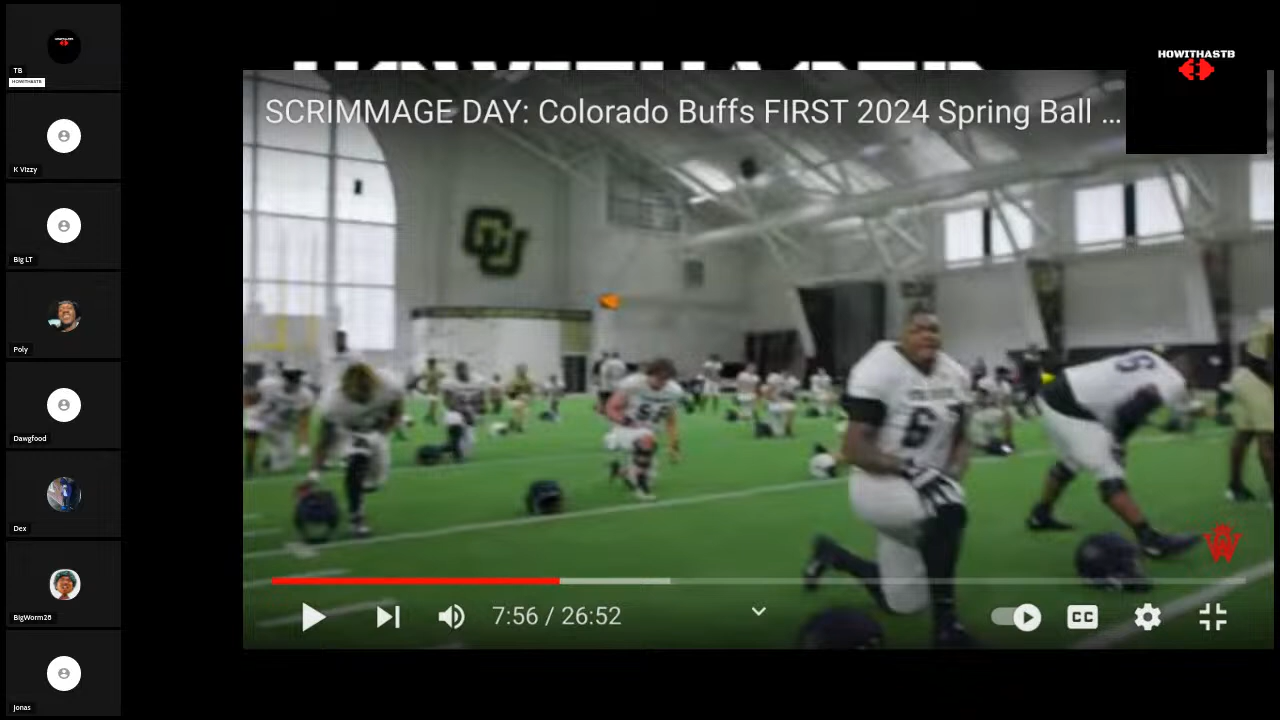 TB
HOWITHASTB
K Vizzy
Big LT
Poly
Dawgfood
Dex
BigWorm28
jonas
HOWITHASTB
HOWITHASTB
SCRIMMAGE DAY: Colorado Buffs FIRST 2024 Spring Ball ...
CU
7:56 / 26:52
CC